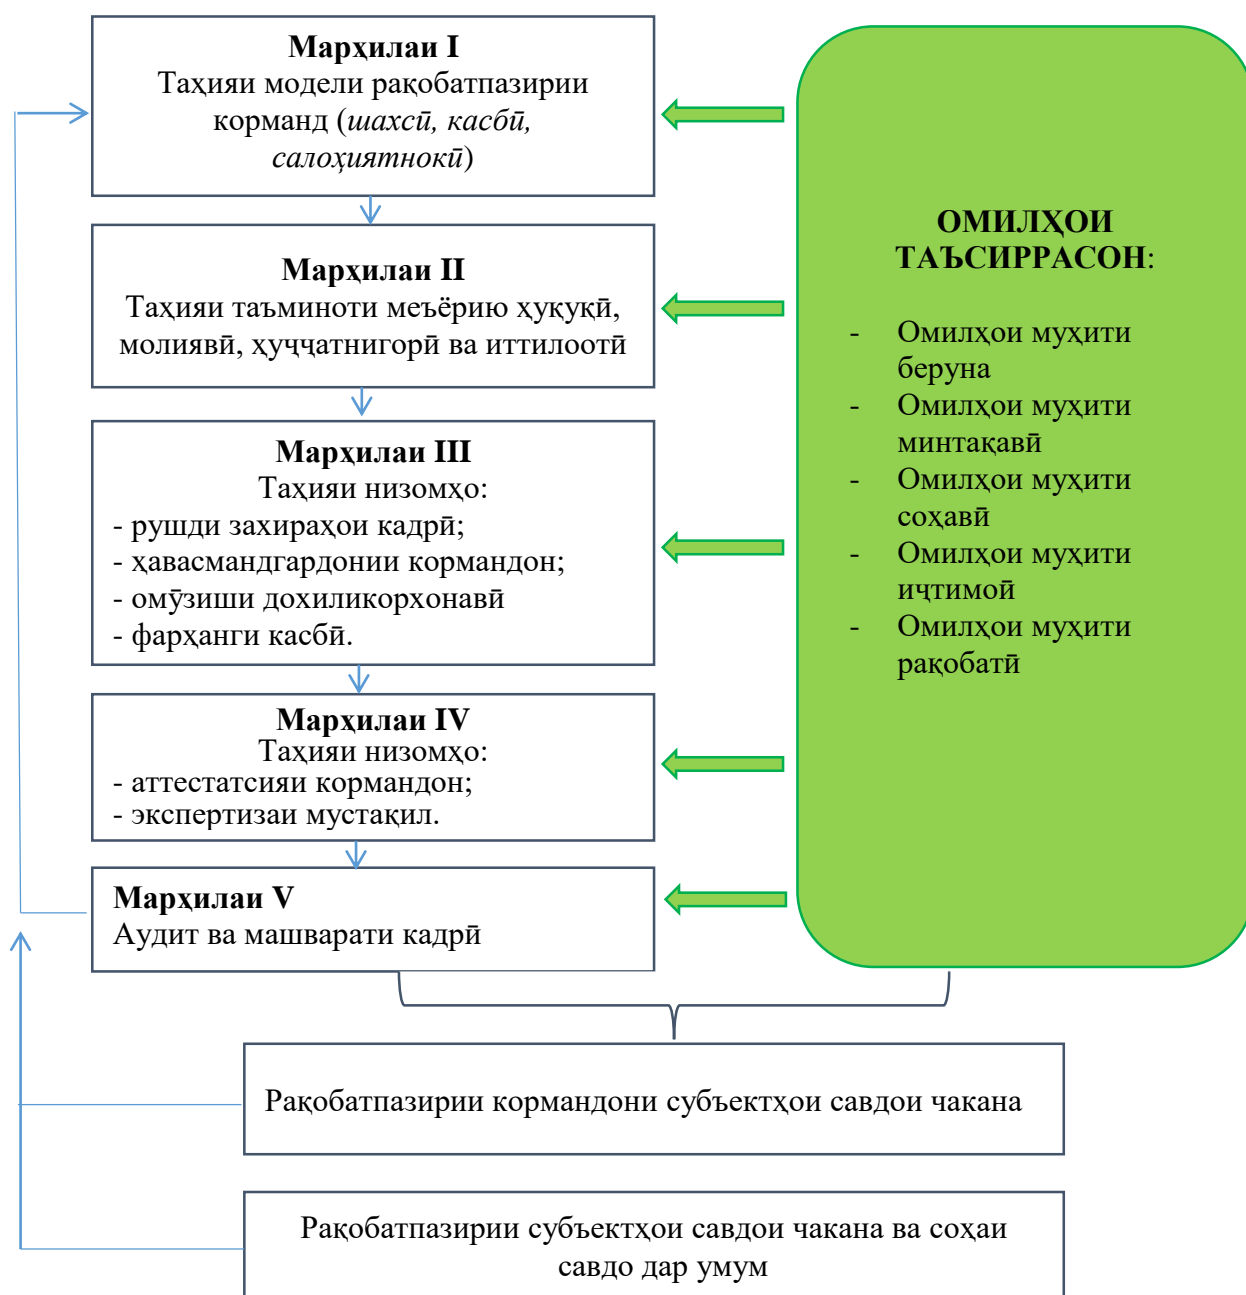 Марҳилаи I
Таҳияи модели рақобатпазирии
корманд (шахсӣ, касбӣ,
салоҳиятнокӣ)
Марҳилаи II
Таҳияи таъминоти меъёрию ҳуқуқӣ,
молиявӣ, ҳуҷҷатнигорӣ ва иттилоотӣ
Марҳилаи III
Таҳияи низомҳо:
- рушди захираҳои кадрӣ;
- ҳавасмандгардонии кормандон;
- омӯзиши дохиликорхонавӣ
- фарҳанги касбӣ.
Марҳилаи IV
Таҳияи низомҳо:
- аттестатсияи кормандон;
- экспертизаи мустақил.
Марҳилаи V
Аудит ва машварати кадрӣ
ОМИЛҲОИ
ТАЪСИРРАСОН:
- Омилҳои муҳити
беруна
- Омилҳои муҳити
минтақавӣ
- Омилҳои муҳити
соҳавӣ
- Омилҳои муҳити
иҷтимоӣ
- Омилҳои муҳити
рақобатӣ
Рақобатпазирии кормандони субъектҳои савдои чакана
Рақобатпазирии субъектҳои савдои чакана ва соҳаи
савдо дар умум